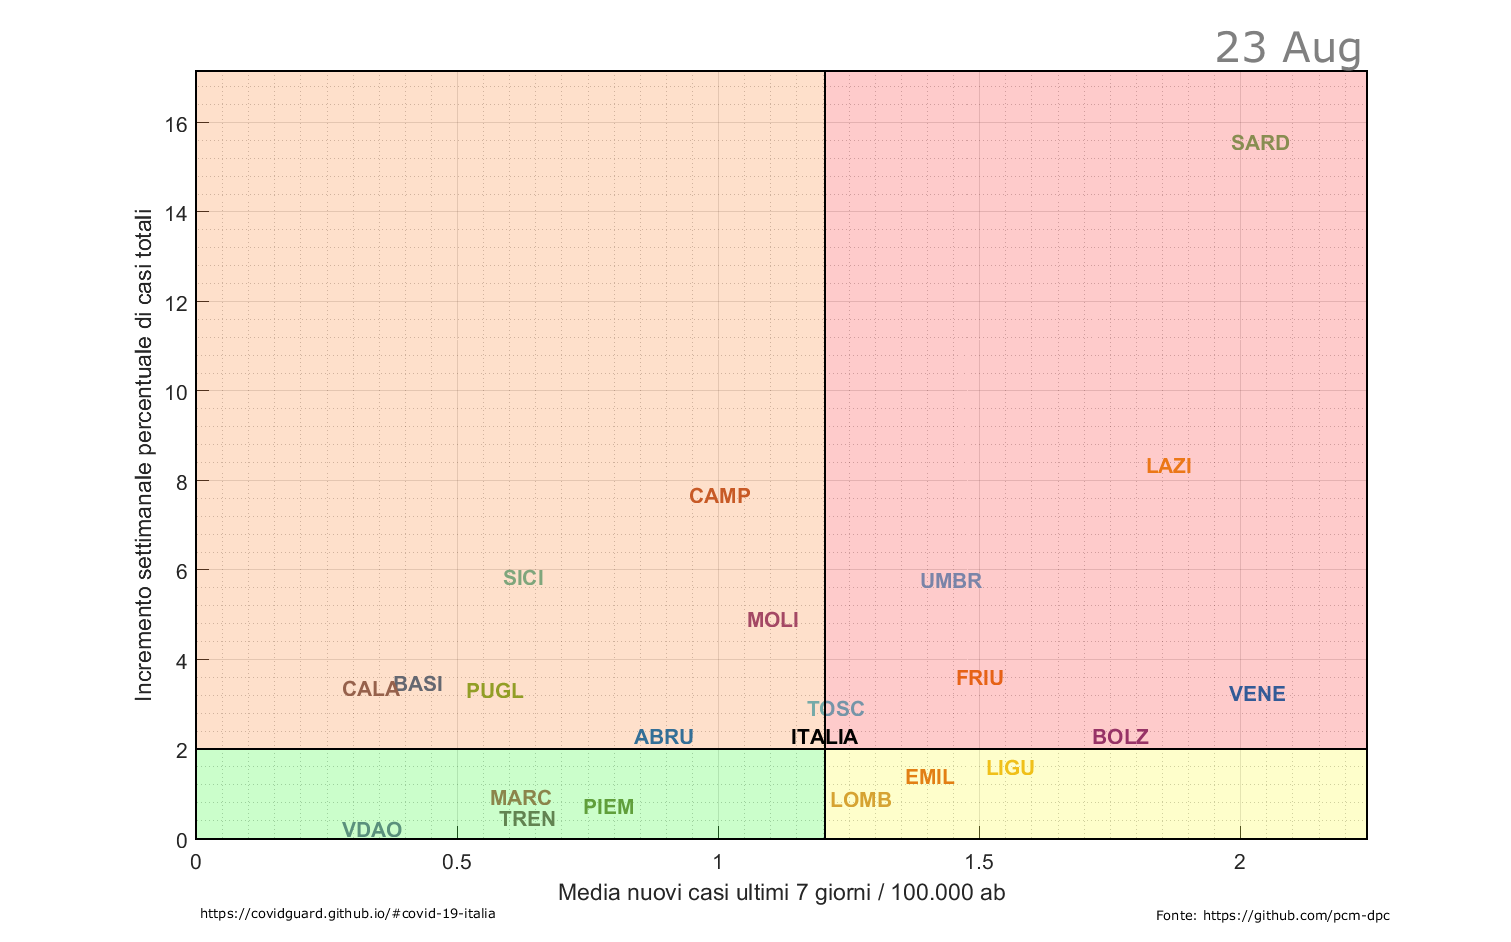 23 Aug
16
SARD
14
12
10
LAZI
8
CAMP
6
SICI
UMBR
MOLI
4
CALA
BASI
PUGL
FRIU
VENE
TOSC
ABRU
ITALIA
BOLZ
2
LIGU
EMIL
MARC
PIEM
LOMB
TREN
VDAO
0
0 0.5 1 1.5 2
Incremento settimanale percentuale di casi totali
Media nuovi casi ultimi 7 giorni / 100.000 ab
https://covidguard.github.io/#covid-19-italia
Fonte: https://github.com/pcm-dpc